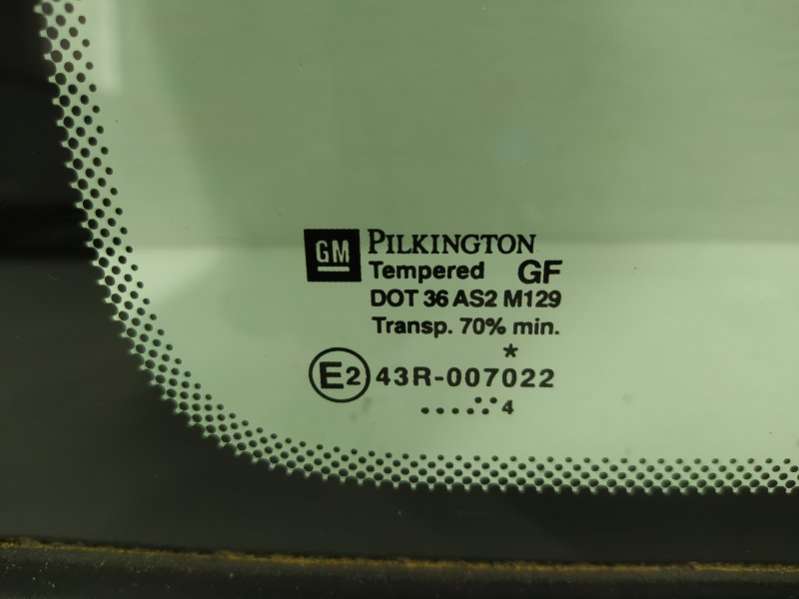 GM PILKINGTON
Tempered GF
DOT 36 AS2 M129
Transp. 70% min.
*
E2 43R-007022
......¨4